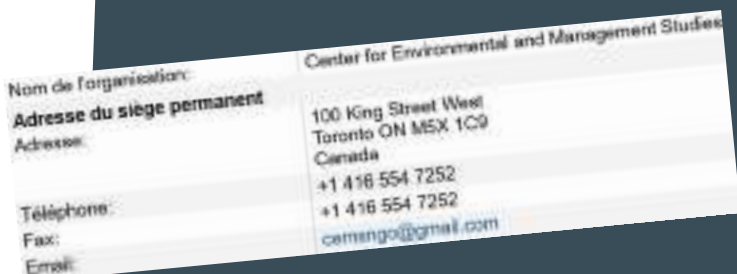 Nom de l'organisation: Center for Environmental and Management Studies
Adresse du siège permanent
Adresse: 100 King Street West
Toronto ON M5X 1C9
Canada
Téléphone: +1 416 554 7252
Fax: +1 416 554 7252
Email: cemsngo@gmail.com